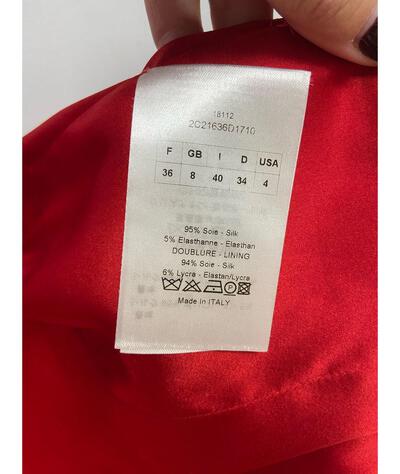 18112
2C21636D1710
F GB I D USA
36 8 40 34 4
95% Soie - Silk
5% Elasthanne - Elasthan
DOUBLURE - LINING
94% Soie - Silk
6% Lycra - Elastan/Lycra
Made In ITALY